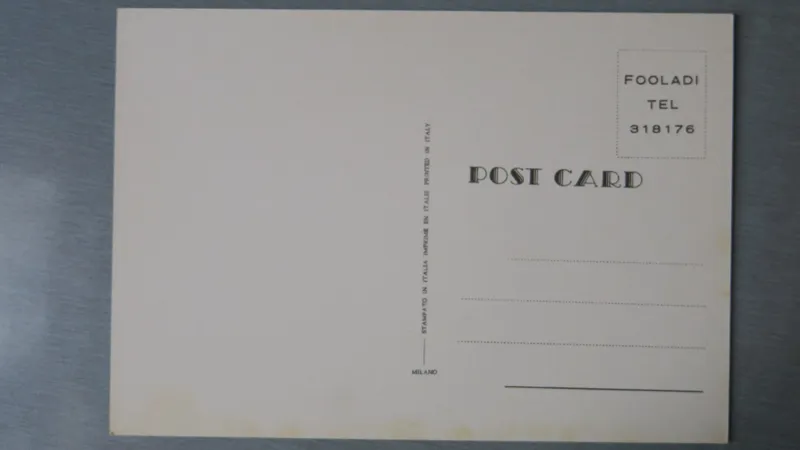 FOOLADI
TEL
318176
POST CARD
STAMPATO IN ITALIA IMPRIME EN ITALIE PRINTED IN ITALY
MILANO